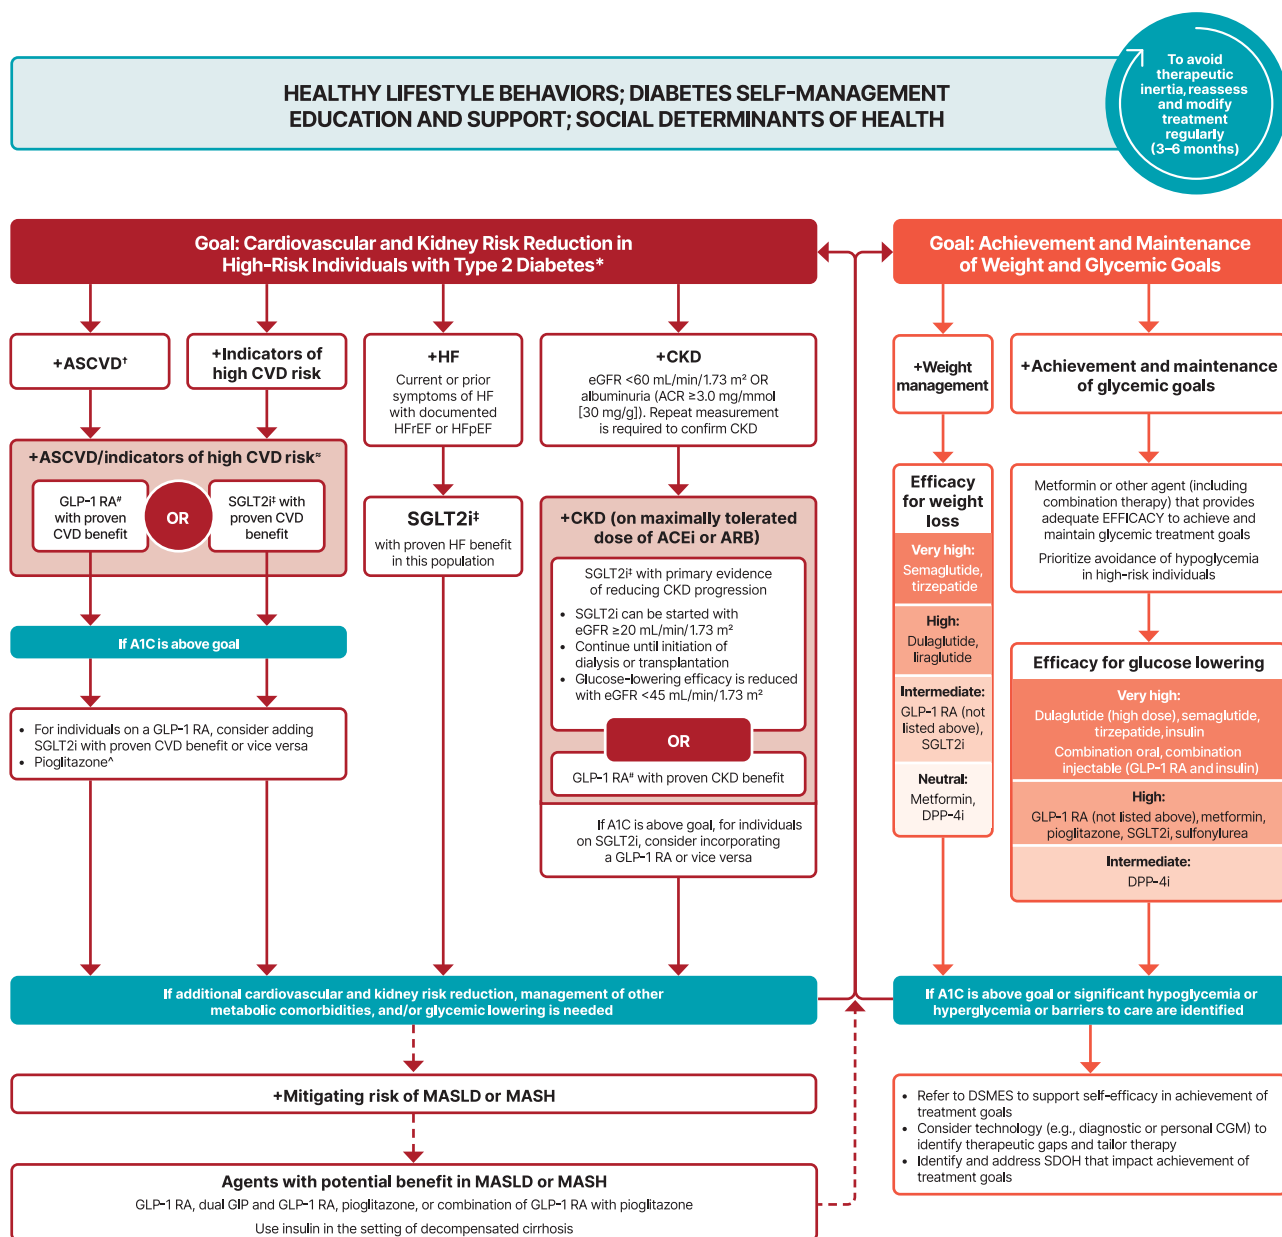 HEALTHY LIFESTYLE BEHAVIORS; DIABETES SELF-MANAGEMENT
EDUCATION AND SUPPORT; SOCIAL DETERMINANTS OF HEALTH
To avoid
therapeutic
inertia, reassess
and modify
treatment
regularly
(3–6 months)
Goal: Cardiovascular and Kidney Risk Reduction in
High-Risk Individuals with Type 2 Diabetes*
+ASCVD†
+Indicators of
high CVD risk
+ASCVD/indicators of high CVD risk≈
GLP-1 RA#
with proven
CVD benefit
OR
SGLT2i‡ with
proven CVD
benefit
If A1C is above goal
• For individuals on a GLP-1 RA, consider adding
SGLT2i with proven CVD benefit or vice versa
• Pioglitazone^
+HF
Current or prior
symptoms of HF
with documented
HFrEF or HFpEF
SGLT2i‡
with proven HF benefit
in this population
+CKD
eGFR <60 mL/min/1.73 m² OR
albuminuria (ACR ≥3.0 mg/mmol
[30 mg/g]). Repeat measurement
is required to confirm CKD
+CKD (on maximally tolerated
dose of ACEi or ARB)
SGLT2i‡ with primary evidence
of reducing CKD progression
• SGLT2i can be started with
eGFR ≥20 mL/min/1.73 m²
• Continue until initiation of
dialysis or transplantation
• Glucose-lowering efficacy is reduced
with eGFR <45 mL/min/1.73 m²
OR
GLP-1 RA# with proven CKD benefit
If A1C is above goal, for individuals
on SGLT2i, consider incorporating
a GLP-1 RA or vice versa
If additional cardiovascular and kidney risk reduction, management of other
metabolic comorbidities, and/or glycemic lowering is needed
+Mitigating risk of MASLD or MASH
Agents with potential benefit in MASLD or MASH
GLP-1 RA, dual GIP and GLP-1 RA, pioglitazone, or combination of GLP-1 RA with pioglitazone
Use insulin in the setting of decompensated cirrhosis
Goal: Achievement and Maintenance
of Weight and Glycemic Goals
+Weight
management
Efficacy
for weight
loss
Very high:
Semaglutide,
tirzepatide
High:
Dulaglutide,
liraglutide
Intermediate:
GLP-1 RA (not
listed above),
SGLT2i
Neutral:
Metformin,
DPP-4i
+Achievement and maintenance
of glycemic goals
Metformin or other agent (including
combination therapy) that provides
adequate EFFICACY to achieve and
maintain glycemic treatment goals
Prioritize avoidance of hypoglycemia
in high-risk individuals
Efficacy for glucose lowering
Very high:
Dulaglutide (high dose), semaglutide,
tirzepatide, insulin
Combination oral, combination
injectable (GLP-1 RA and insulin)
High:
GLP-1 RA (not listed above), metformin,
pioglitazone, SGLT2i, sulfonylurea
Intermediate:
DPP-4i
If A1C is above goal or significant hypoglycemia or
hyperglycemia or barriers to care are identified
• Refer to DSMES to support self-efficacy in achievement of
treatment goals
• Consider technology (e.g., diagnostic or personal CGM) to
identify therapeutic gaps and tailor therapy
• Identify and address SDOH that impact achievement of
treatment goals